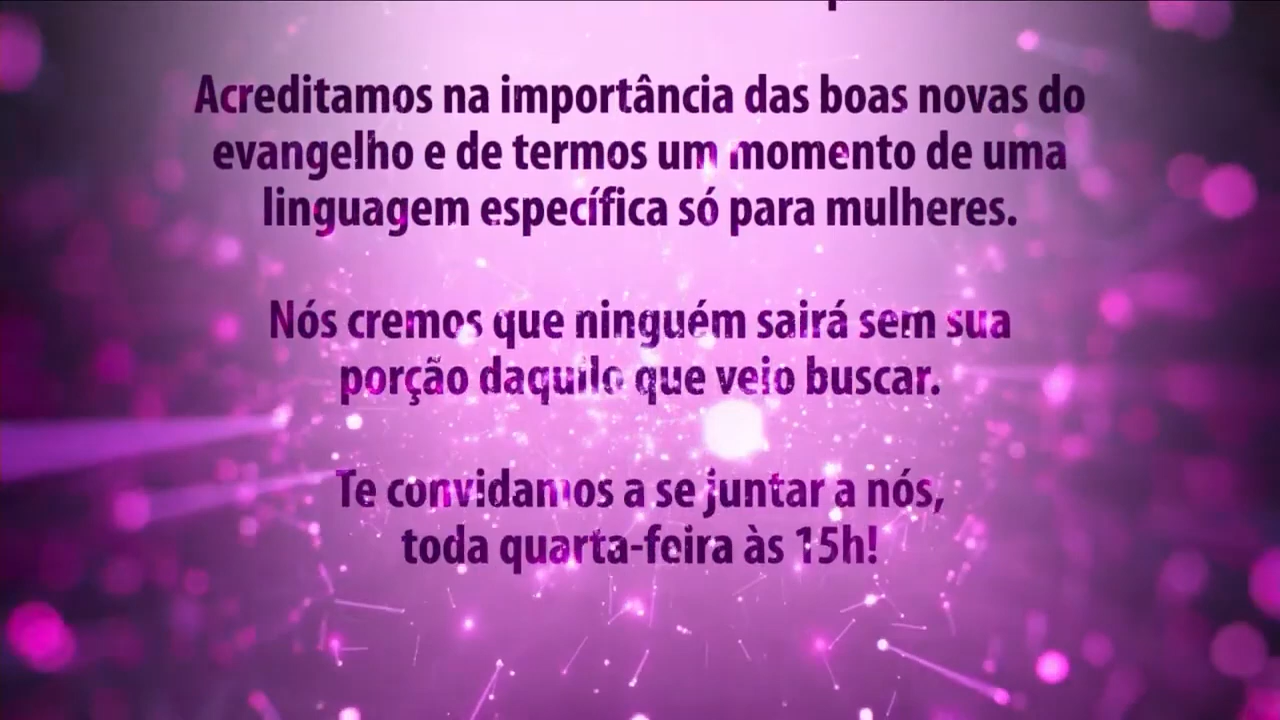 Acreditamos na importância das boas novas do
evangelho e de termos um momento de uma
linguagem específica só para mulheres.
Nós cremos que ninguém sairá sem sua
porção daquilo que veio buscar.
Te convidamos a se juntar a nós,
toda quarta-feira às 15h!